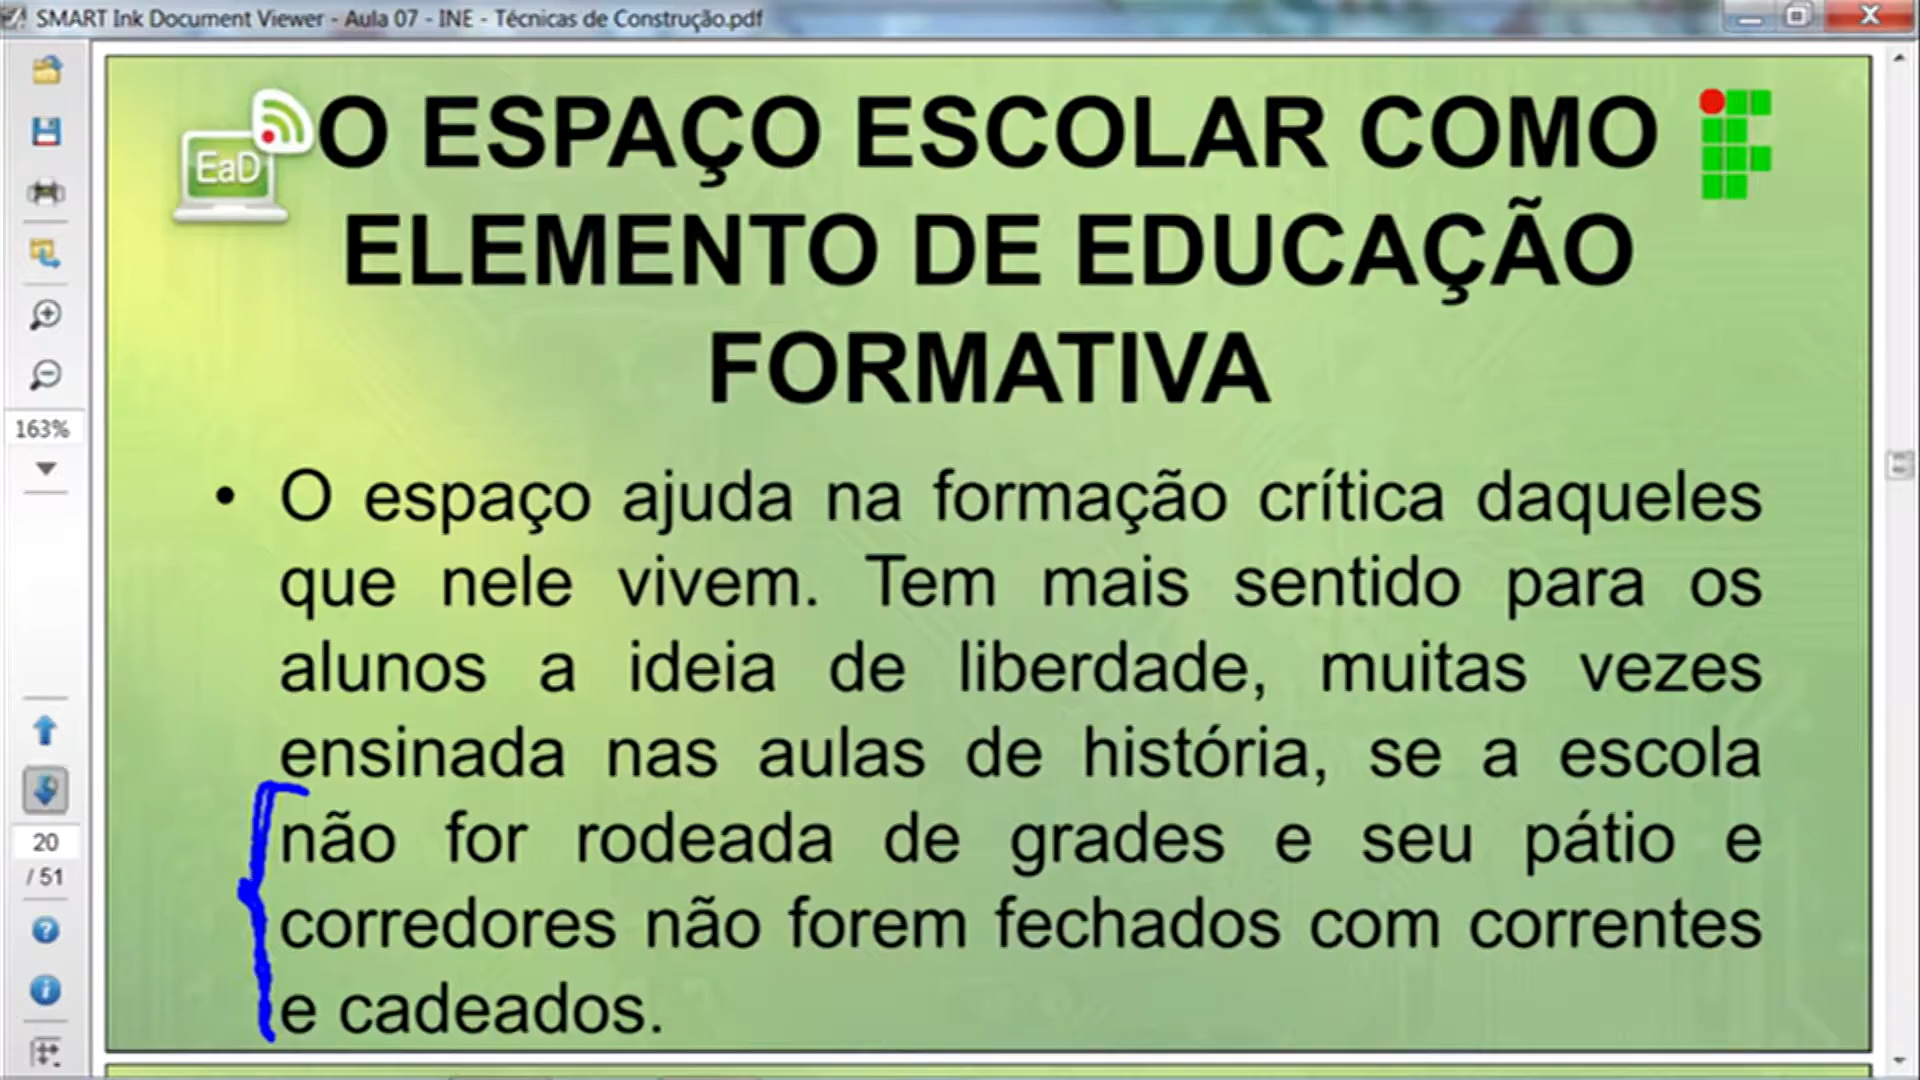 SMART Ink Document Viewer - Aula 07 - INE - Técnicas de Construção.pdf
EaD
O ESPAÇO ESCOLAR COMO
ELEMENTO DE EDUCAÇÃO
FORMATIVA
163%
• O espaço ajuda na formação crítica daqueles
que nele vivem. Tem mais sentido para os
alunos a ideia de liberdade, muitas vezes
ensinada nas aulas de história, se a escola
não for rodeada de grades e seu pátio e
corredores não forem fechados com correntes
e cadeados.
20
/ 51